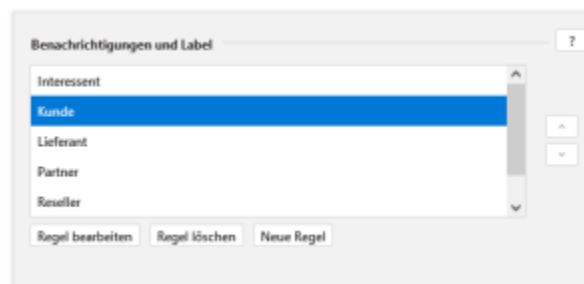 Benachrichtigungen und Label
?
Interessent
Kunde
Lieferant
Partner
Reseller
Regel bearbeiten Regel löschen Neue Regel